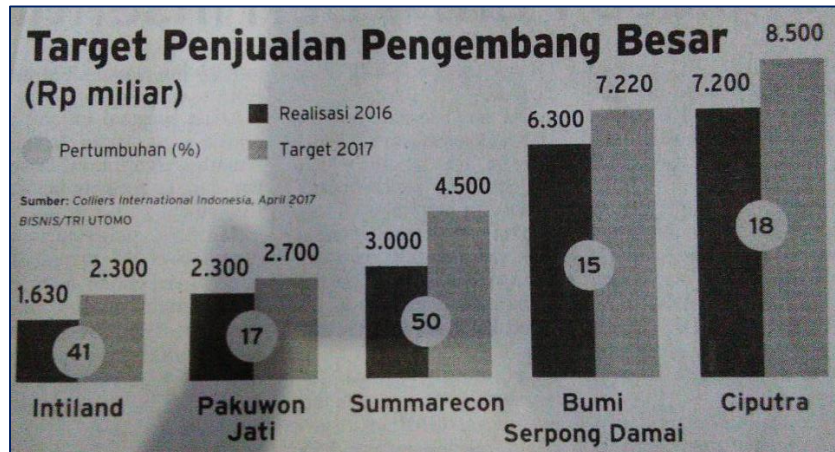 Target Penjualan Pengembang Besar
(Rp miliar)
Realisasi 2016
Pertumbuhan (%)
Target 2017
Sumber: Colliers International Indonesia, April 2017
BISNIS/TRI UTOMO
1.630
2.300
41
Intiland
2.300
2.700
17
Pakuwon
Jati
3.000
4.500
50
Summarecon
6.300
7.220
15
Bumi
Serpong Damai
7.200
8.500
18
Ciputra